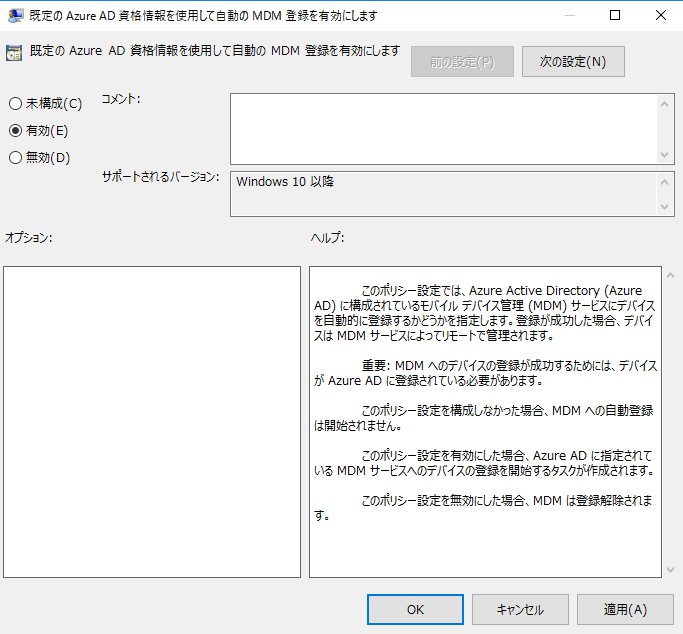 既定の Azure AD 資格情報を使用して自動の MDM 登録を有効にします
既定の Azure AD 資格情報を使用して自動の MDM 登録を有効にします
前の設定(P)
次の設定(N)
未構成(C)
コメント:
有効(E)
無効(D)
サポートされるバージョン:
Windows 10 以降
オプション:
ヘルプ:
このポリシー設定では、Azure Active Directory (Azure
AD) に構成されているモバイル デバイス管理 (MDM) サービスにデバイス
を自動的に登録するかどうかを指定します。登録が成功した場合、デバイ
スは MDM サービスによってリモートで管理されます。
重要: MDM へのデバイスの登録が成功するためには、デバイス
が Azure AD に登録されている必要があります。
このポリシー設定を構成しなかった場合、MDM への自動登録
は開始されません。
このポリシー設定を有効にした場合、Azure AD に指定されて
いる MDM サービスへのデバイスの登録を開始するタスクが作成されます。
このポリシー設定を無効にした場合、MDM は登録解除されま
す。
OK
キャンセル
適用(A)